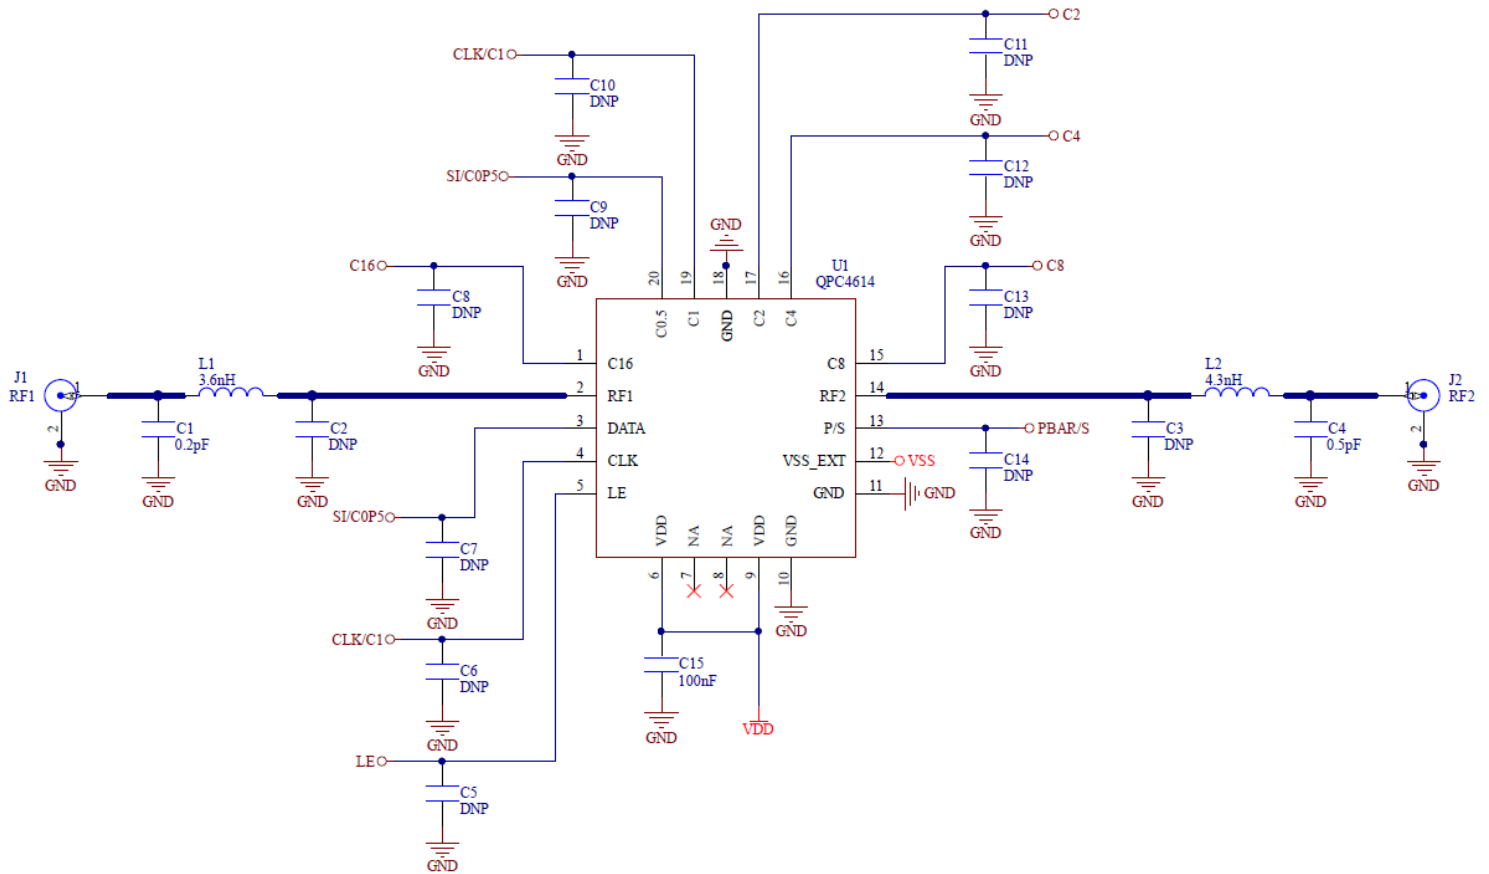 C2
C11
DNP
GND
CLK/C1
C10
DNP
GND
C4
C12
DNP
GND
SI/C0P5
C9
DNP
GND
GND
C16
C8
DNP
GND
U1
QPC4614
C8
C13
DNP
GND
20
19
18
17
16
C0.5
C1
GND
C2
C4
1
C16
C8
15
J1
RF1
1
2
GND
L1
3.6nH
C1
0.2pF
GND
C2
DNP
GND
2
RF1
RF2
14
L2
4.3nH
C3
DNP
GND
C4
0.5pF
GND
1
J2
RF2
2
GND
3
DATA
P/S
13
PBAR/S
C14
DNP
GND
4
CLK
VSS_EXT
12
VSS
5
LE
GND
11
GND
VDD
NA
NA
VDD
GND
6
7
8
9
10
GND
SI/C0P5
C7
DNP
GND
CLK/C1
C6
DNP
GND
C15
100nF
GND
VDD
LE
C5
DNP
GND